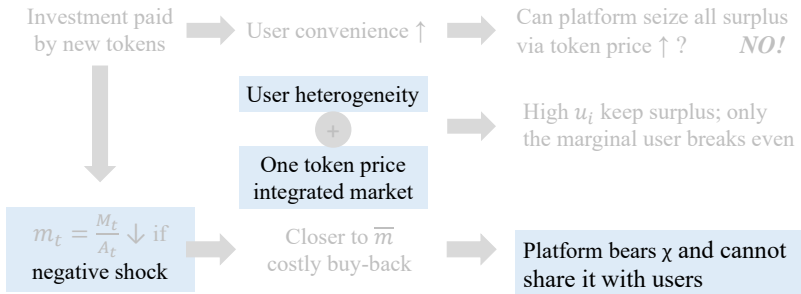 Investment paid
by new tokens
User convenience ↑
Can platform seize all surplus
via token price ↑ ? NO!
User heterogeneity
+
One token price
integrated market
High u_i keep surplus; only
the marginal user breaks even
m_t = M_t/A_t ↓ if
negative shock
Closer to m̅
costly buy-back
Platform bears χ and cannot
share it with users